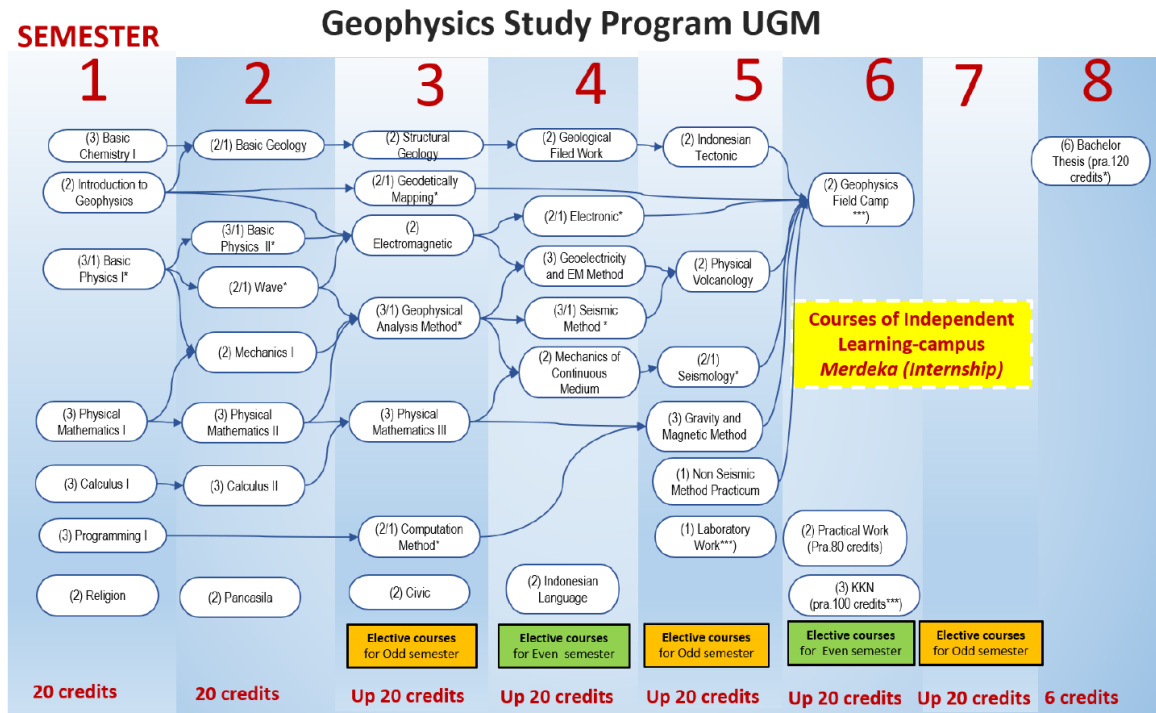 Geophysics Study Program UGM
SEMESTER
1
2
3
4
5
6
7
8
(3) Basic
Chemistry I
(2) Introduction to
Geophysics
(3/1) Basic
Physics I*
(3) Physical
Mathematics I
(3) Calculus I
(3) Programming I
(2) Religion
(2/1) Basic Geology
(3/1) Basic
Physics II*
(2/1) Wave*
(2) Mechanics I
(3) Physical
Mathematics II
(3) Calculus II
(2) Pancasila
(2) Structural
Geology
(2/1) Geodetically
Mapping*
(2)
Electromagnetic
(3/1) Geophysical
Analysis Method*
(3) Physical
Mathematics III
(2/1) Computation
Method*
(2) Civic
(2) Geological
Filed Work
(2/1) Electronic*
(3) Geoelectricity
and EM Method
(3/1) Seismic
Method *
(2) Mechanics of
Continuous
Medium
(2) Indonesian
Language
(2) Indonesian
Tectonic
(2) Physical
Volcanology
(2/1)
Seismology*
(3) Gravity and
Magnetic Method
(1) Non Seismic
Method Practicum
(1) Laboratory
Work***)
(2) Geophysics
Field Camp
***)
Courses of Independent
Learning-campus
Merdeka (Internship)
(2) Practical Work
(Pra.80 credits)
(3) KKN
(pra.100 credits***)
(6) Bachelor
Thesis (pra.120
credits*)
Elective courses
for Odd semester
Elective courses
for Even semester
Elective courses
for Odd semester
Elective courses
for Even semester
Elective courses
for Odd semester
20 credits
20 credits
Up 20 credits
Up 20 credits
Up 20 credits
Up 20 credits
Up 20 credits
6 credits